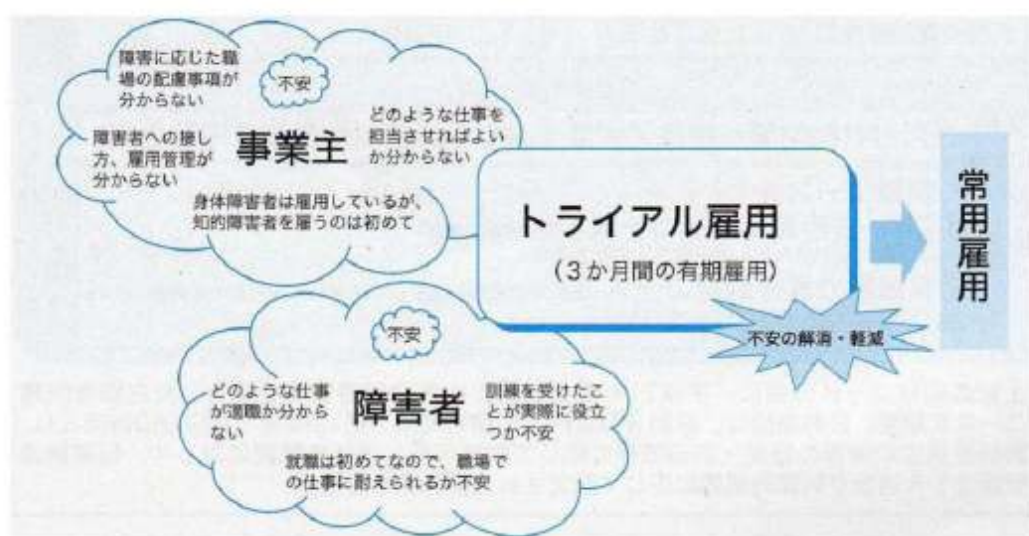 障害に応じた職
場の配慮事項が
分からない
不安
どのような仕事を
担当させればよい
か分からない
障害者への接し
方、雇用管理が
分からない
事業主
身体障害者は雇用しているが、
知的障害者を雇うのは初めて
トライアル雇用
（3か月間の有期雇用）
常用雇用
不安の解消・軽減
不安
どのような仕事
が適職か分から
ない
障害者
訓練を受けたこ
とが実際に役立
つか不安
就職は初めてなので、職場で
の仕事に耐えられるか不安